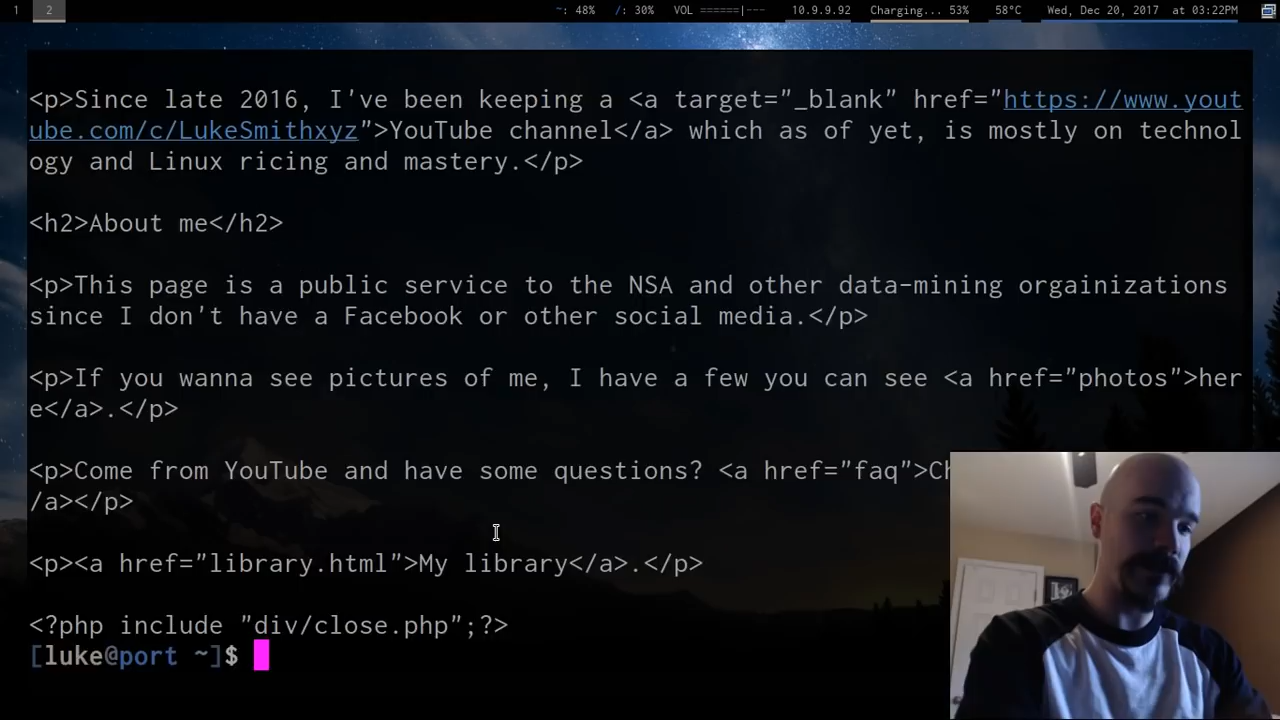 1 2 ~: 48% /: 30% VOL ======|--- 10.9.9.92 Charging... 53% 58°C Wed, Dec 20, 2017 at 03:22PM
<p>Since late 2016, I've been keeping a <a target="_blank" href="https://www.yout
ube.com/c/LukeSmithxyz">YouTube channel</a> which as of yet, is mostly on technol
ogy and Linux ricing and mastery.</p>
<h2>About me</h2>
<p>This page is a public service to the NSA and other data-mining orgainizations
since I don't have a Facebook or other social media.</p>
<p>If you wanna see pictures of me, I have a few you can see <a href="photos">her
e</a>.</p>
<p>Come from YouTube and have some questions? <a href="faq">
/a></p>
<p><a href="library.html">My library</a>.</p>
<?php include "div/close.php";?>
[luke@port ~]$